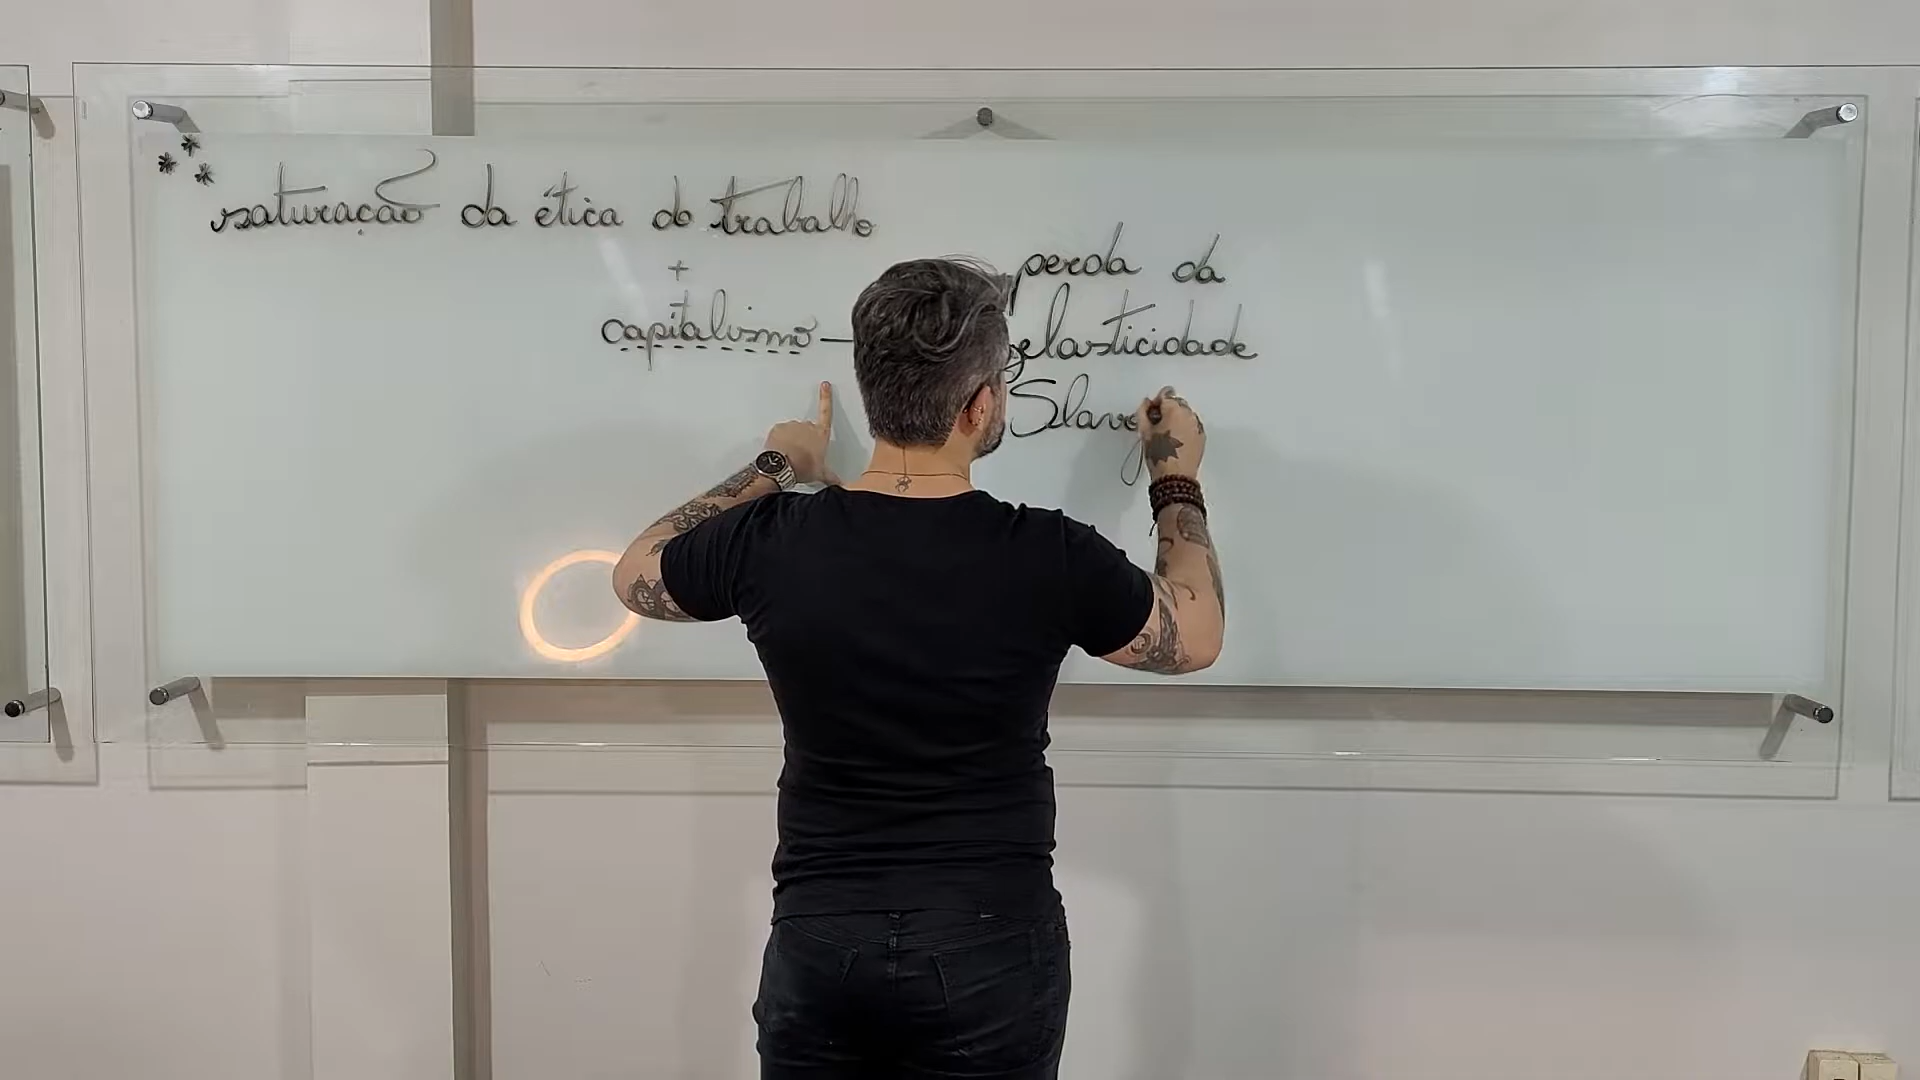 saturação da ética do trabalho
+
capitalismo
perda da
elasticidade